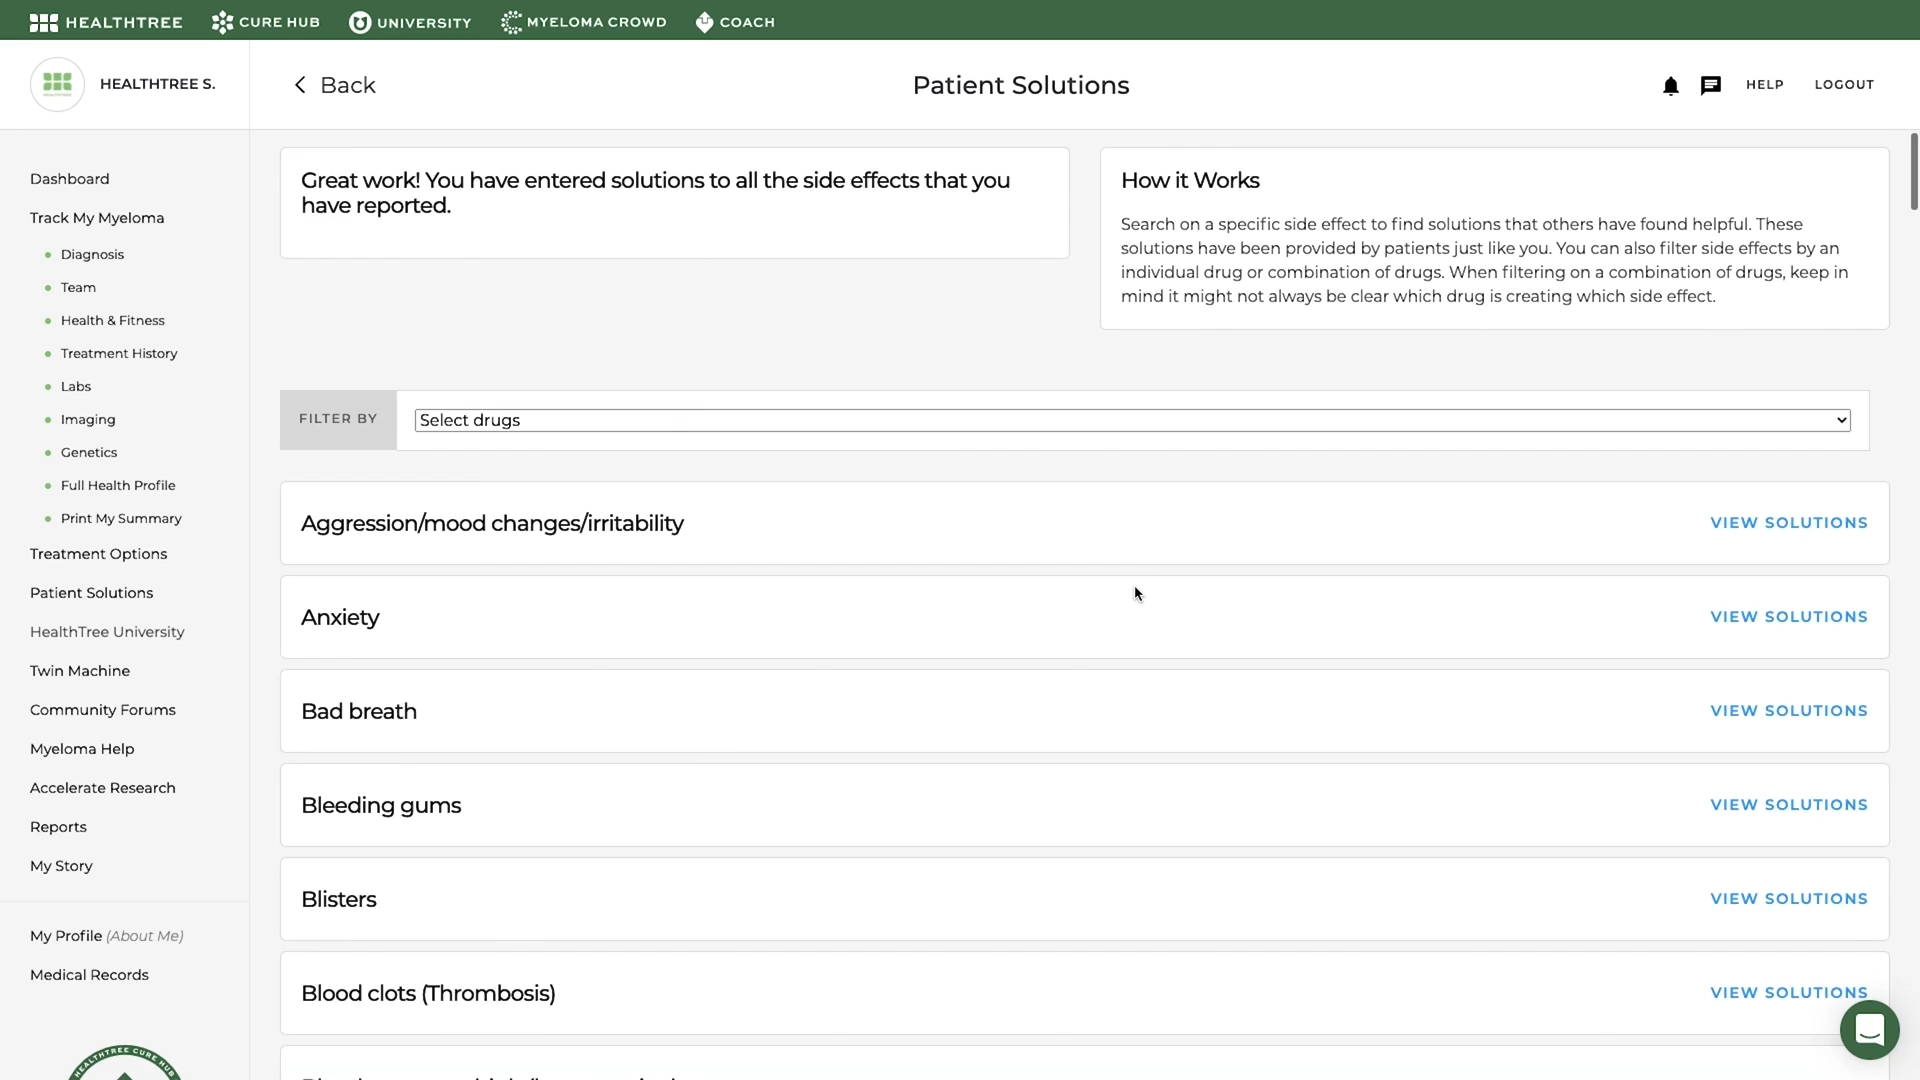 HEALTHTREE
CURE HUB
UNIVERSITY
MYELOMA CROWD
COACH
HEALTHTREE S.
Back
Patient Solutions
HELP
LOGOUT
Dashboard
Track My Myeloma
Diagnosis
Team
Health & Fitness
Treatment History
Labs
Imaging
Genetics
Full Health Profile
Print My Summary
Treatment Options
Patient Solutions
HealthTree University
Twin Machine
Community Forums
Myeloma Help
Accelerate Research
Reports
My Story
My Profile (About Me)
Medical Records
HEALTHTREE CURE HUB
Great work! You have entered solutions to all the side effects that you
have reported.
How it Works
Search on a specific side effect to find solutions that others have found helpful. These
solutions have been provided by patients just like you. You can also filter side effects by an
individual drug or combination of drugs. When filtering on a combination of drugs, keep in
mind it might not always be clear which drug is creating which side effect.
FILTER BY
Select drugs
Aggression/mood changes/irritability
VIEW SOLUTIONS
Anxiety
VIEW SOLUTIONS
Bad breath
VIEW SOLUTIONS
Bleeding gums
VIEW SOLUTIONS
Blisters
VIEW SOLUTIONS
Blood clots (Thrombosis)
VIEW SOLUTIONS